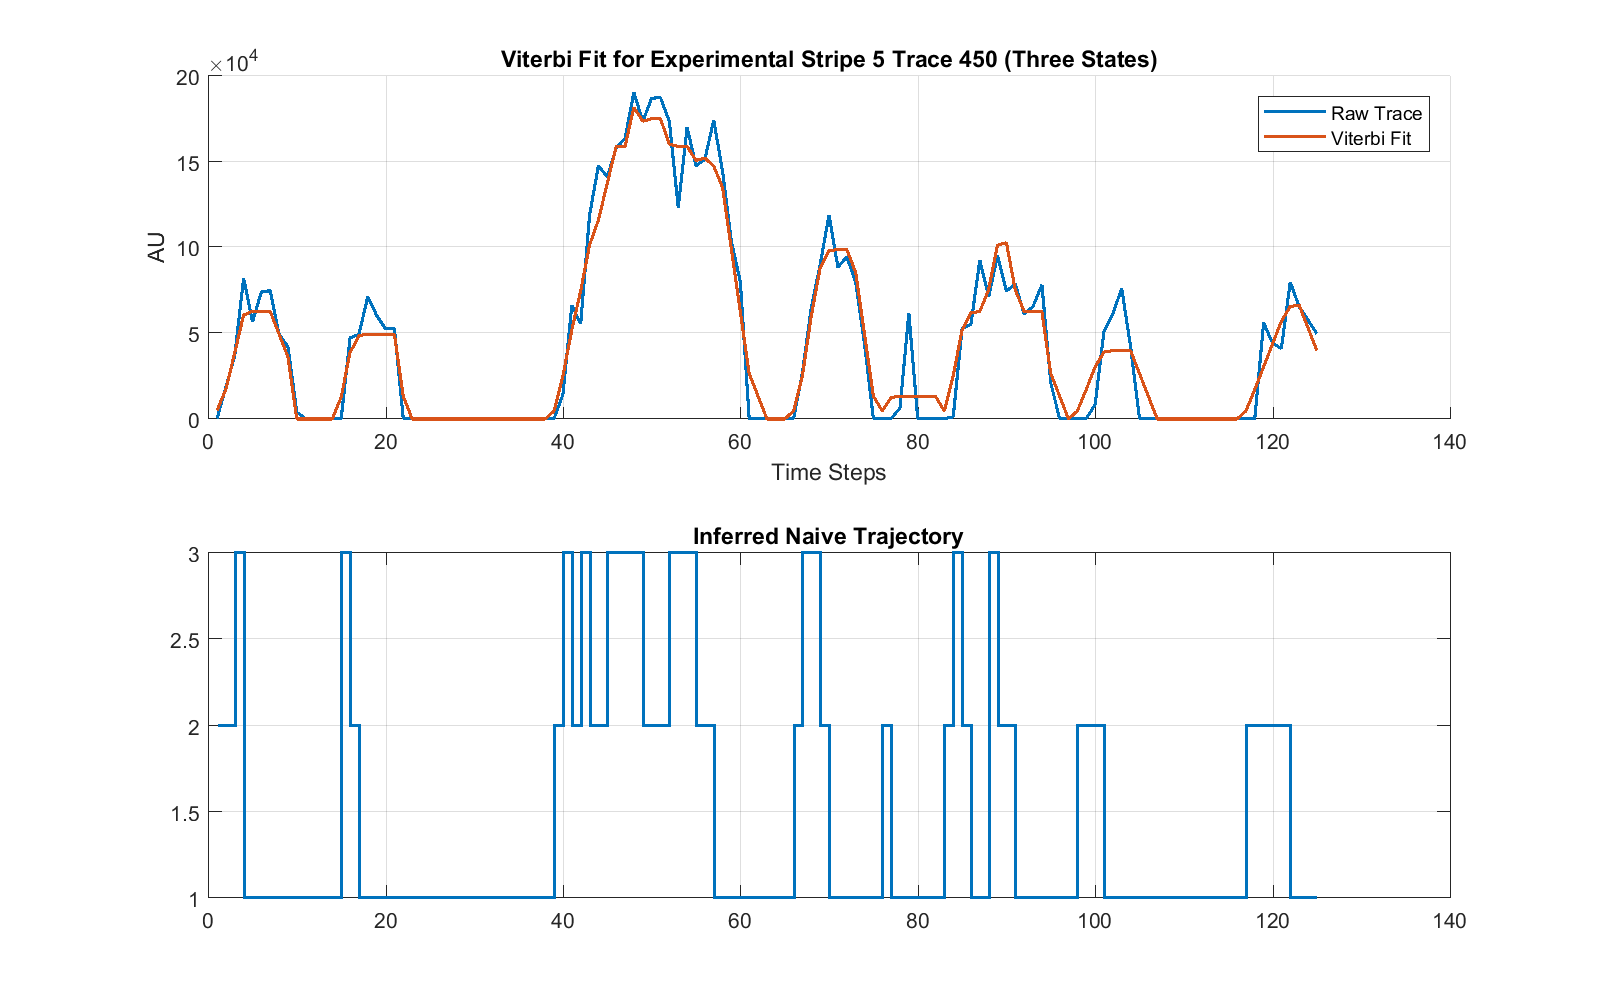 Viterbi Fit for Experimental Stripe 5 Trace 450 (Three States)
×10⁴
20
15
10
5
0
AU
Raw Trace
Viterbi Fit
0 20 40 60 80 100 120 140
Time Steps
Inferred Naive Trajectory
3
2.5
2
1.5
1
0 20 40 60 80 100 120 140